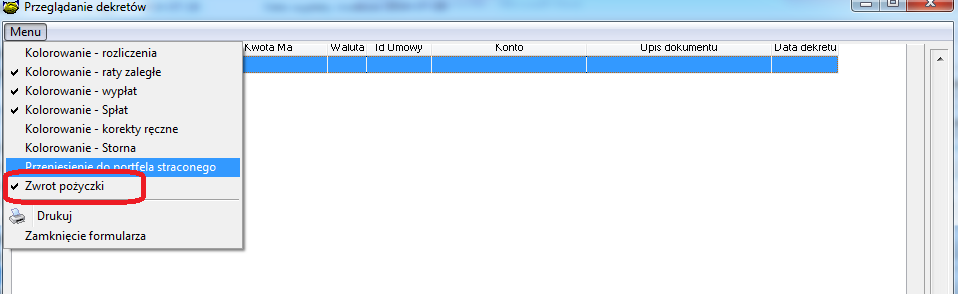 Przeglądanie dekretów
Menu
Kwota Ma Waluta Id Umowy Konto Opis dokumentu Data dekretu
Kolorowanie - rozliczenia
Kolorowanie - raty zaległe
Kolorowanie - wypłat
Kolorowanie - Spłat
Kolorowanie - korekty ręczne
Kolorowanie - Storna
Przeniesienie do portfela straconego
Zwrot pożyczki
Drukuj
Zamknięcie formularza